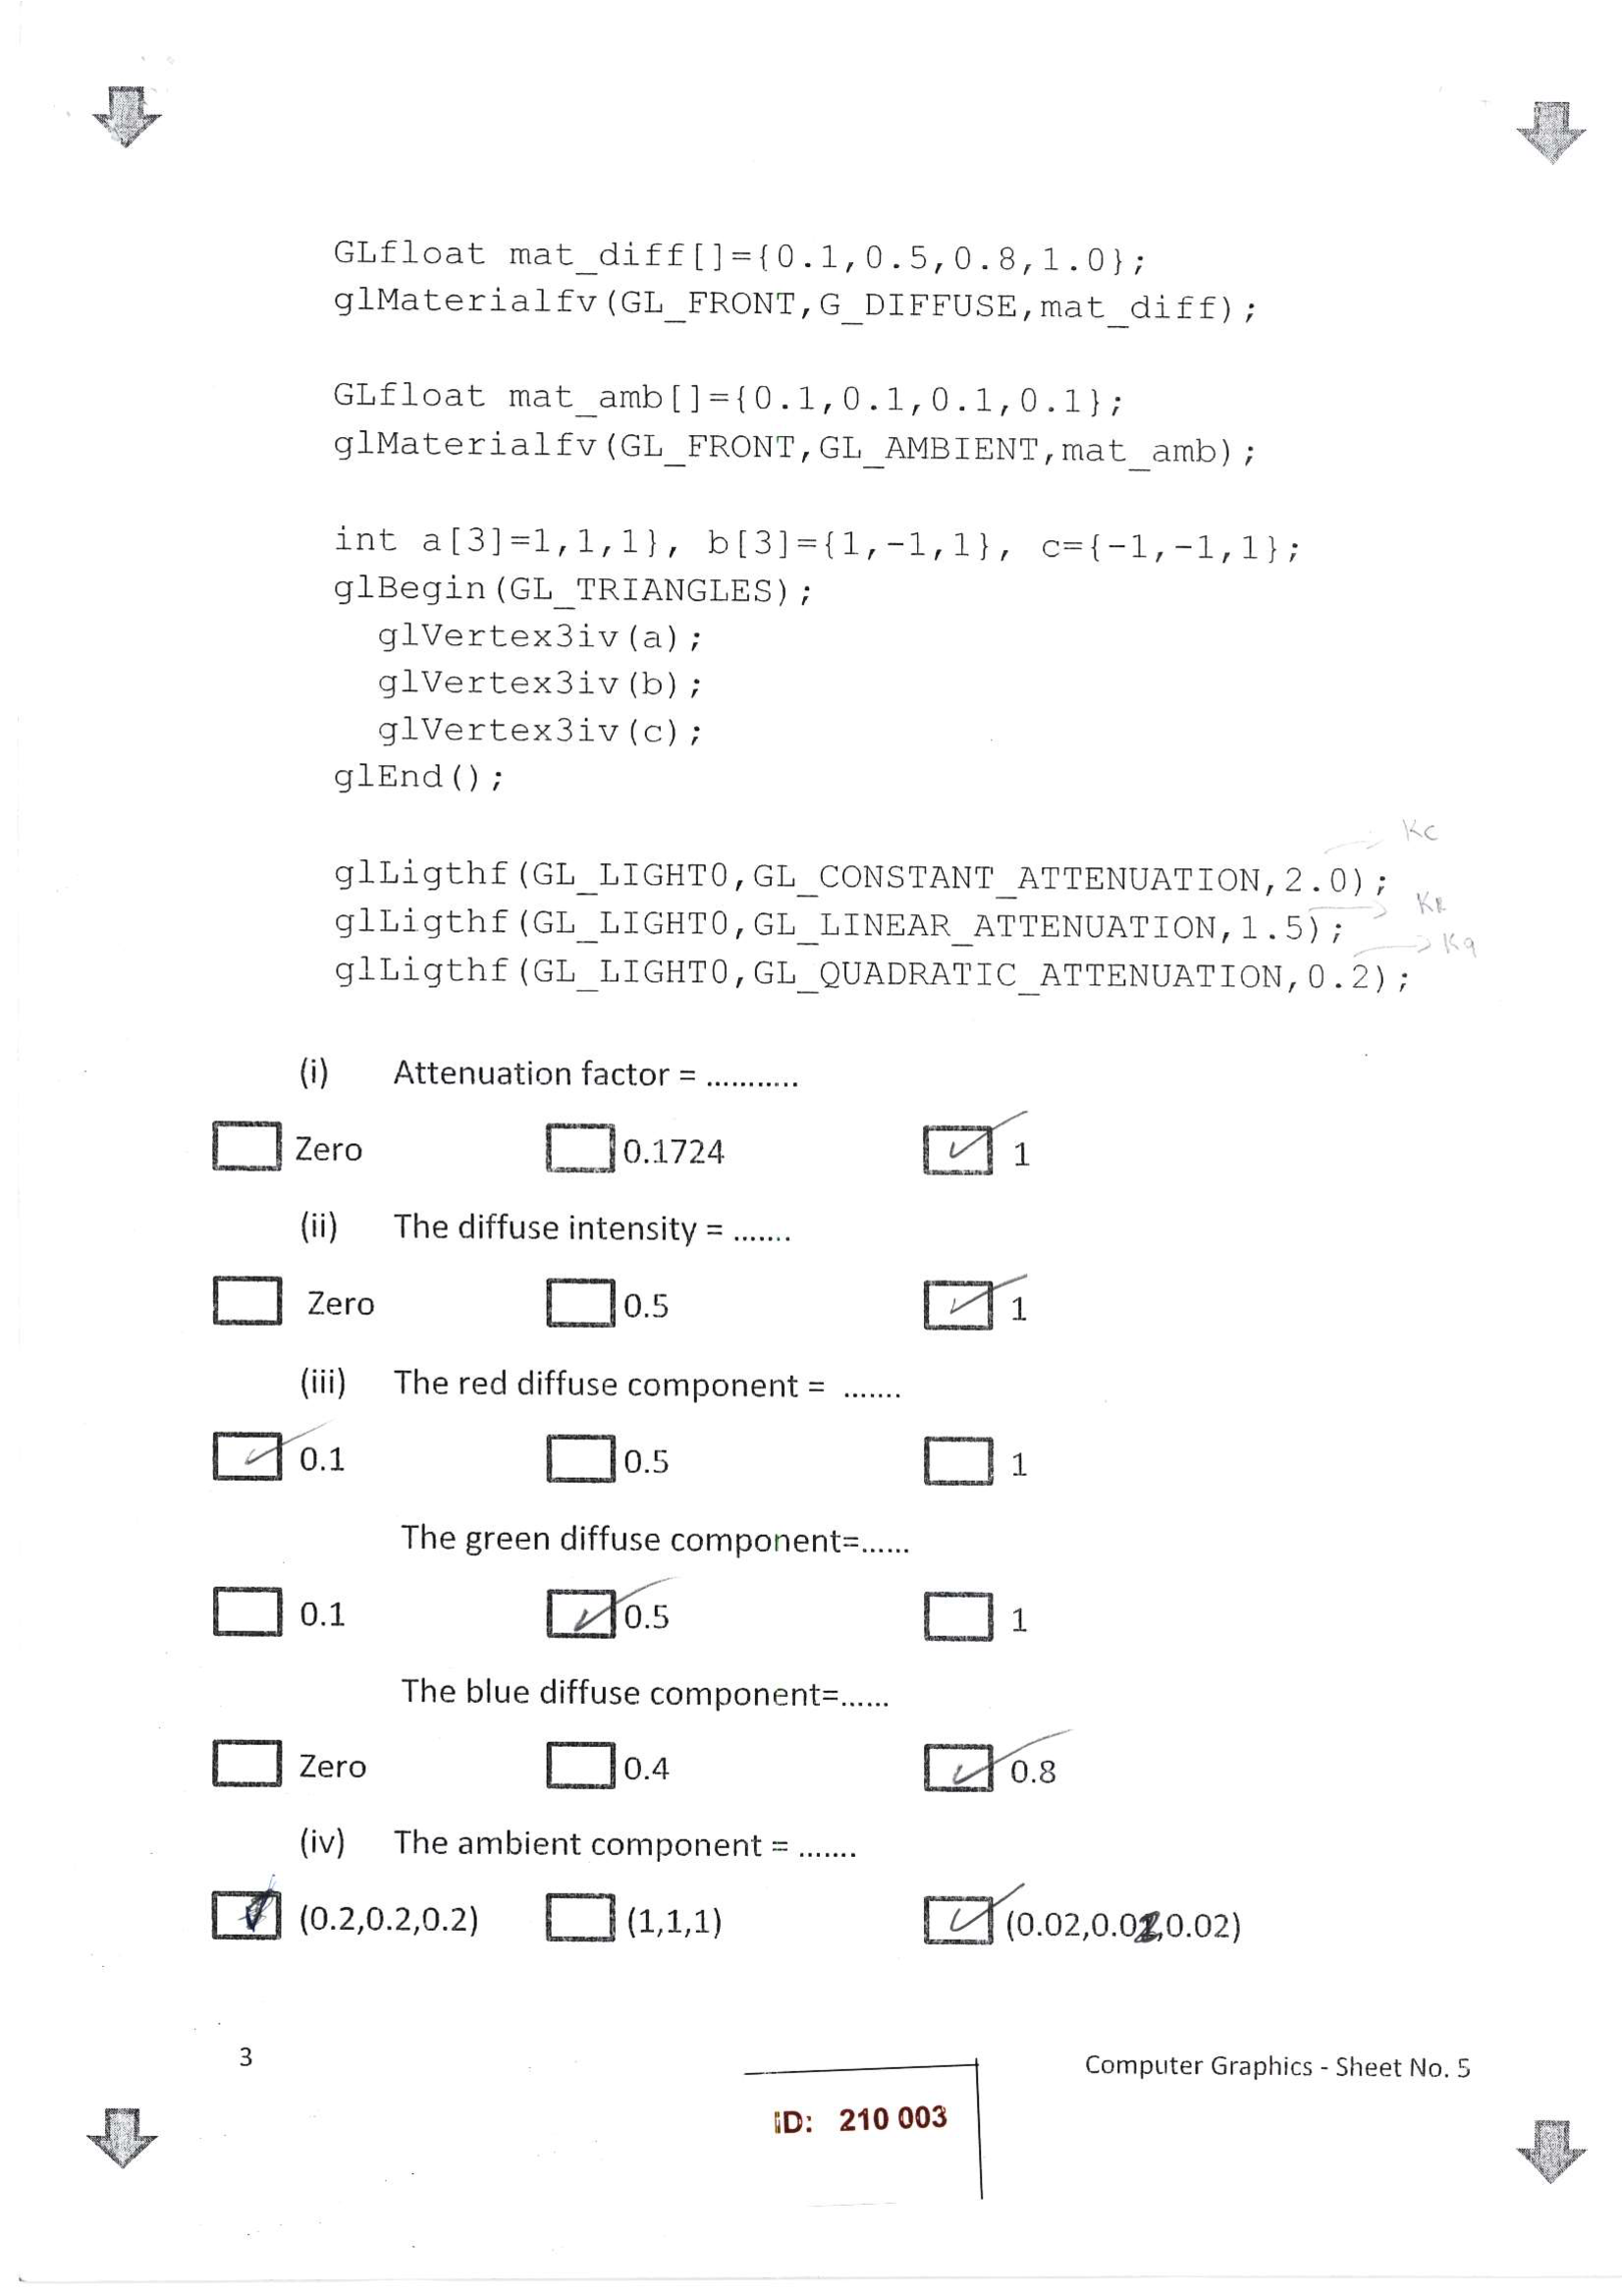 GLfloat mat_diff[]={0.1,0.5,0.8,1.0};
glMaterialfv(GL_FRONT,G_DIFFUSE,mat_diff);
GLfloat mat_amb[]={0.1,0.1,0.1,0.1};
glMaterialfv(GL_FRONT,GL_AMBIENT,mat_amb);
int a[3]=1,1,1}, b[3]={1,-1,1}, c={-1,-1,1};
glBegin(GL_TRIANGLES);
glVertex3iv(a);
glVertex3iv(b);
glVertex3iv(c);
glEnd();
Kc
glLigthf(GL_LIGHT0,GL_CONSTANT_ATTENUATION,2.0);
glLigthf(GL_LIGHT0,GL_LINEAR_ATTENUATION,1.5);
Kq
glLigthf(GL_LIGHT0,GL_QUADRATIC_ATTENUATION,0.2);
(i) Attenuation factor = ...........
Zero 0.1724 1
(ii) The diffuse intensity = .......
Zero 0.5 1
(iii) The red diffuse component = .......
0.1 0.5 1
The green diffuse component=......
0.1 0.5 1
The blue diffuse component=......
Zero 0.4 0.8
(iv) The ambient component = .......
(0.2,0.2,0.2) (1,1,1) (0.02,0.02,0.02)
3 Computer Graphics - Sheet No. 5
ID: 210 003